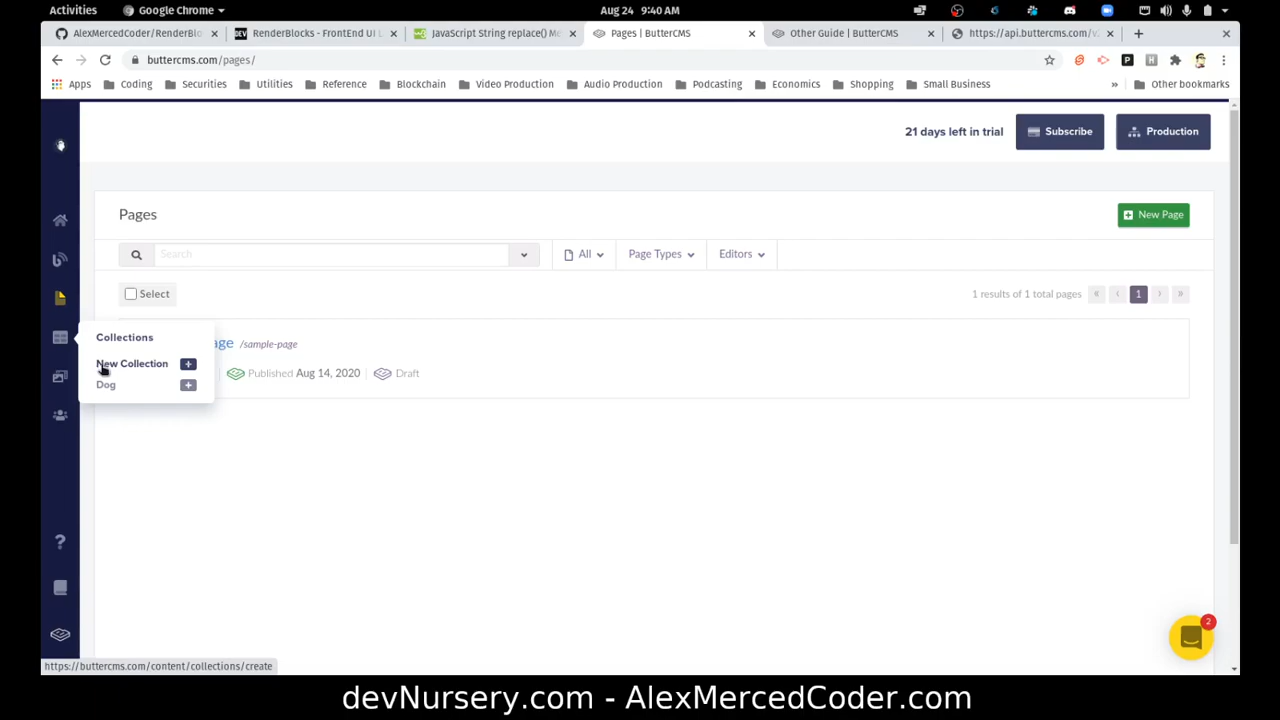 Activities Google Chrome Aug 24 9:40 AM
AlexMercedCoder/RenderBlo DEV RenderBlocks - FrontEnd UI L JavaScript String replace() Me Pages | ButterCMS Other Guide | ButterCMS https://api.buttercms.com/v
buttercms.com/pages/
Apps Coding Securities Utilities Reference Blockchain Video Production Audio Production Podcasting Economics Shopping Small Business » Other bookmarks
21 days left in trial Subscribe Production
Pages New Page
Search All Page Types Editors
Select 1 results of 1 total pages « ‹ 1 › »
Collections
New Collection
Dog
age /sample-page
Published Aug 14, 2020 Draft
?
2
https://buttercms.com/content/collections/create
devNursery.com - AlexMercedCoder.com